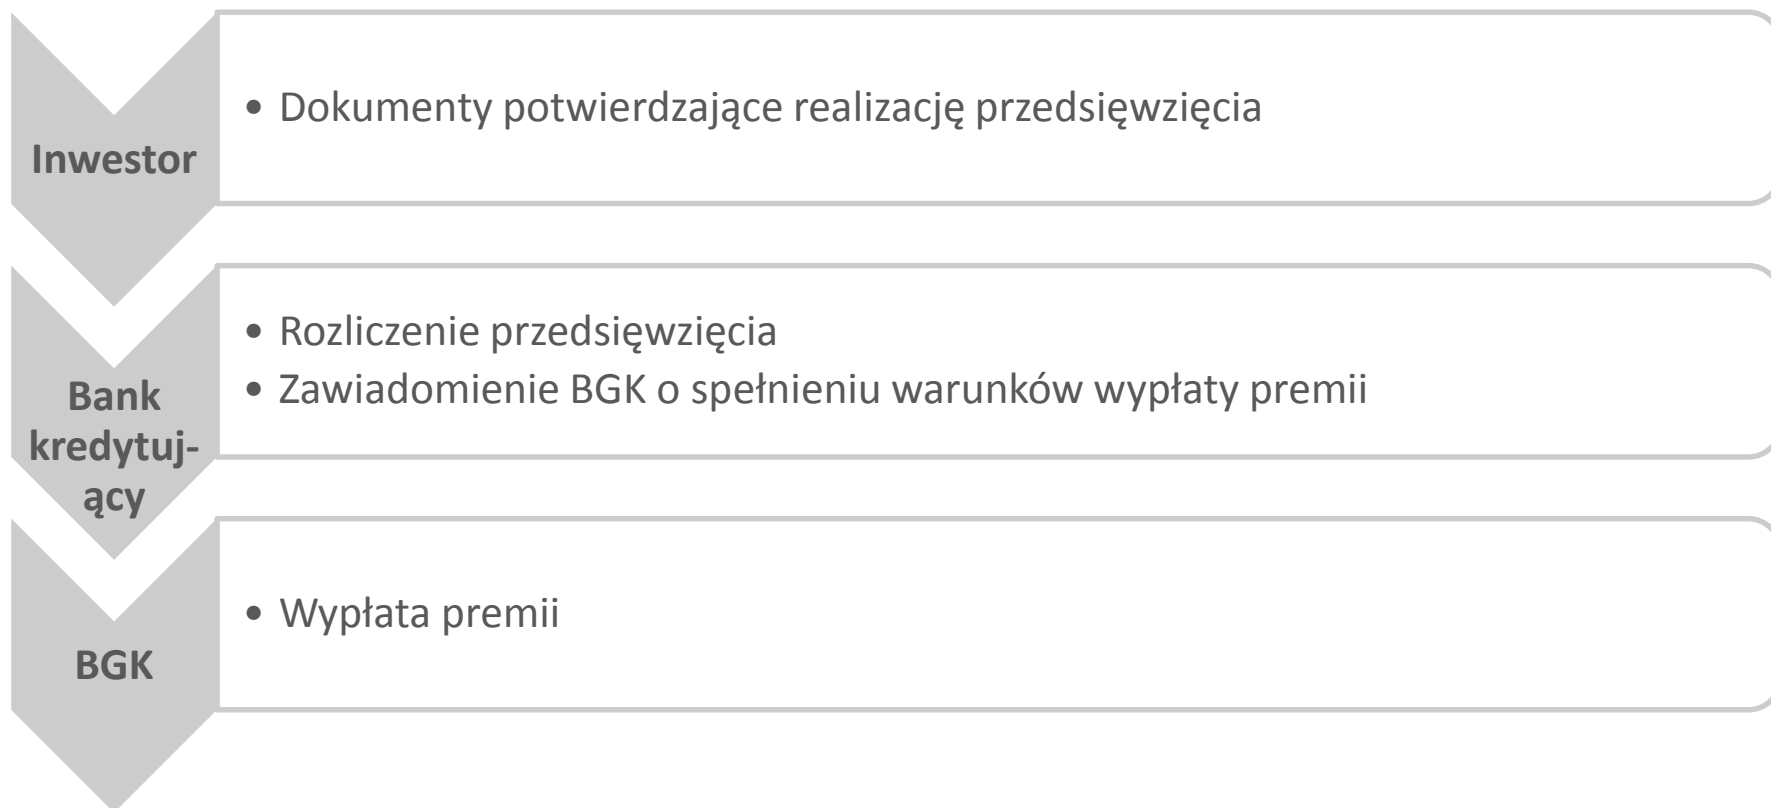 Inwestor
• Dokumenty potwierdzające realizację przedsięwzięcia
Bank
kredytuj-
ący
• Rozliczenie przedsięwzięcia
• Zawiadomienie BGK o spełnieniu warunków wypłaty premii
BGK
• Wypłata premii